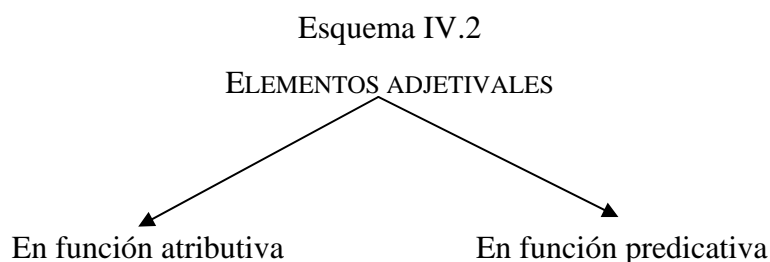 Esquema IV.2
ELEMENTOS ADJETIVALES
En función atributiva En función predicativa